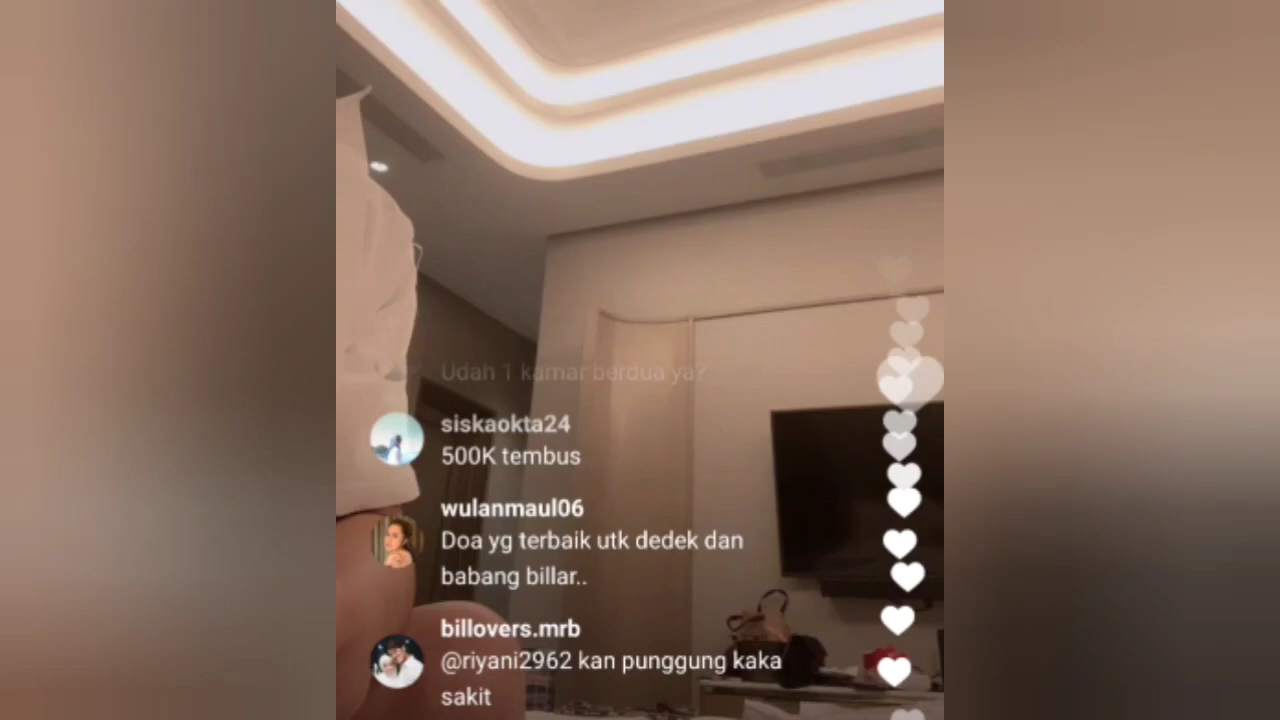 Udah 1 kamar berdua ya?
siskaokta24
500K tembus
wulanmaul06
Doa yg terbaik utk dedek dan
babang billar..
billovers.mrb
@riyani2962 kan punggung kaka
sakit